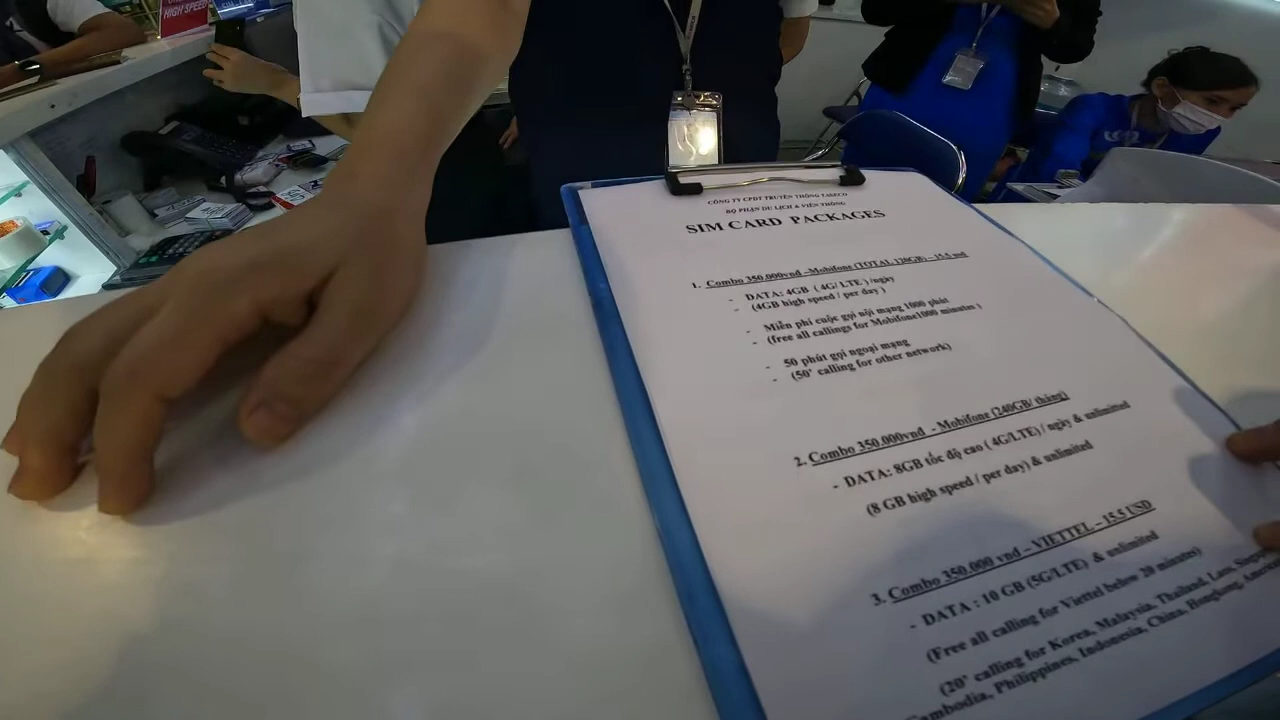 HIGH SPEED
CÔNG TY CPDT TRUYỀN THÔNG TASECO
BỘ PHẬN DU LỊCH & VIỄN THÔNG
SIM CARD PACKAGES
1. Combo 350.000vnd -Mobifone (TOTAL 120GB) - 15.5 usd
- DATA: 4GB ( 4G/ LTE ) /ngày
- (4GB high speed / per day )
- Miễn phí cuộc gọi nội mạng 1000 phút
- (free all callings for Mobifone1000 minutes )
- 50 phút gọi ngoại mạng
- (50" calling for other network)
2. Combo 350.000vnd - Mobifone (240GB/ tháng)
- DATA: 8GB tốc độ cao ( 4G/LTE) / ngày & unlimited
(8 GB high speed / per day) & unlimited
3. Combo 350.000 vnd – VIETTEL – 15.5 USD
- DATA : 10 GB (5G/LTE) & unlimited
(Free all calling for Viettel below 20 minutes)
(20" calling for Korea, Malaysia, Thailand, Laos,
Cambodia, Philippines, Indonesia, China, Hongkong,